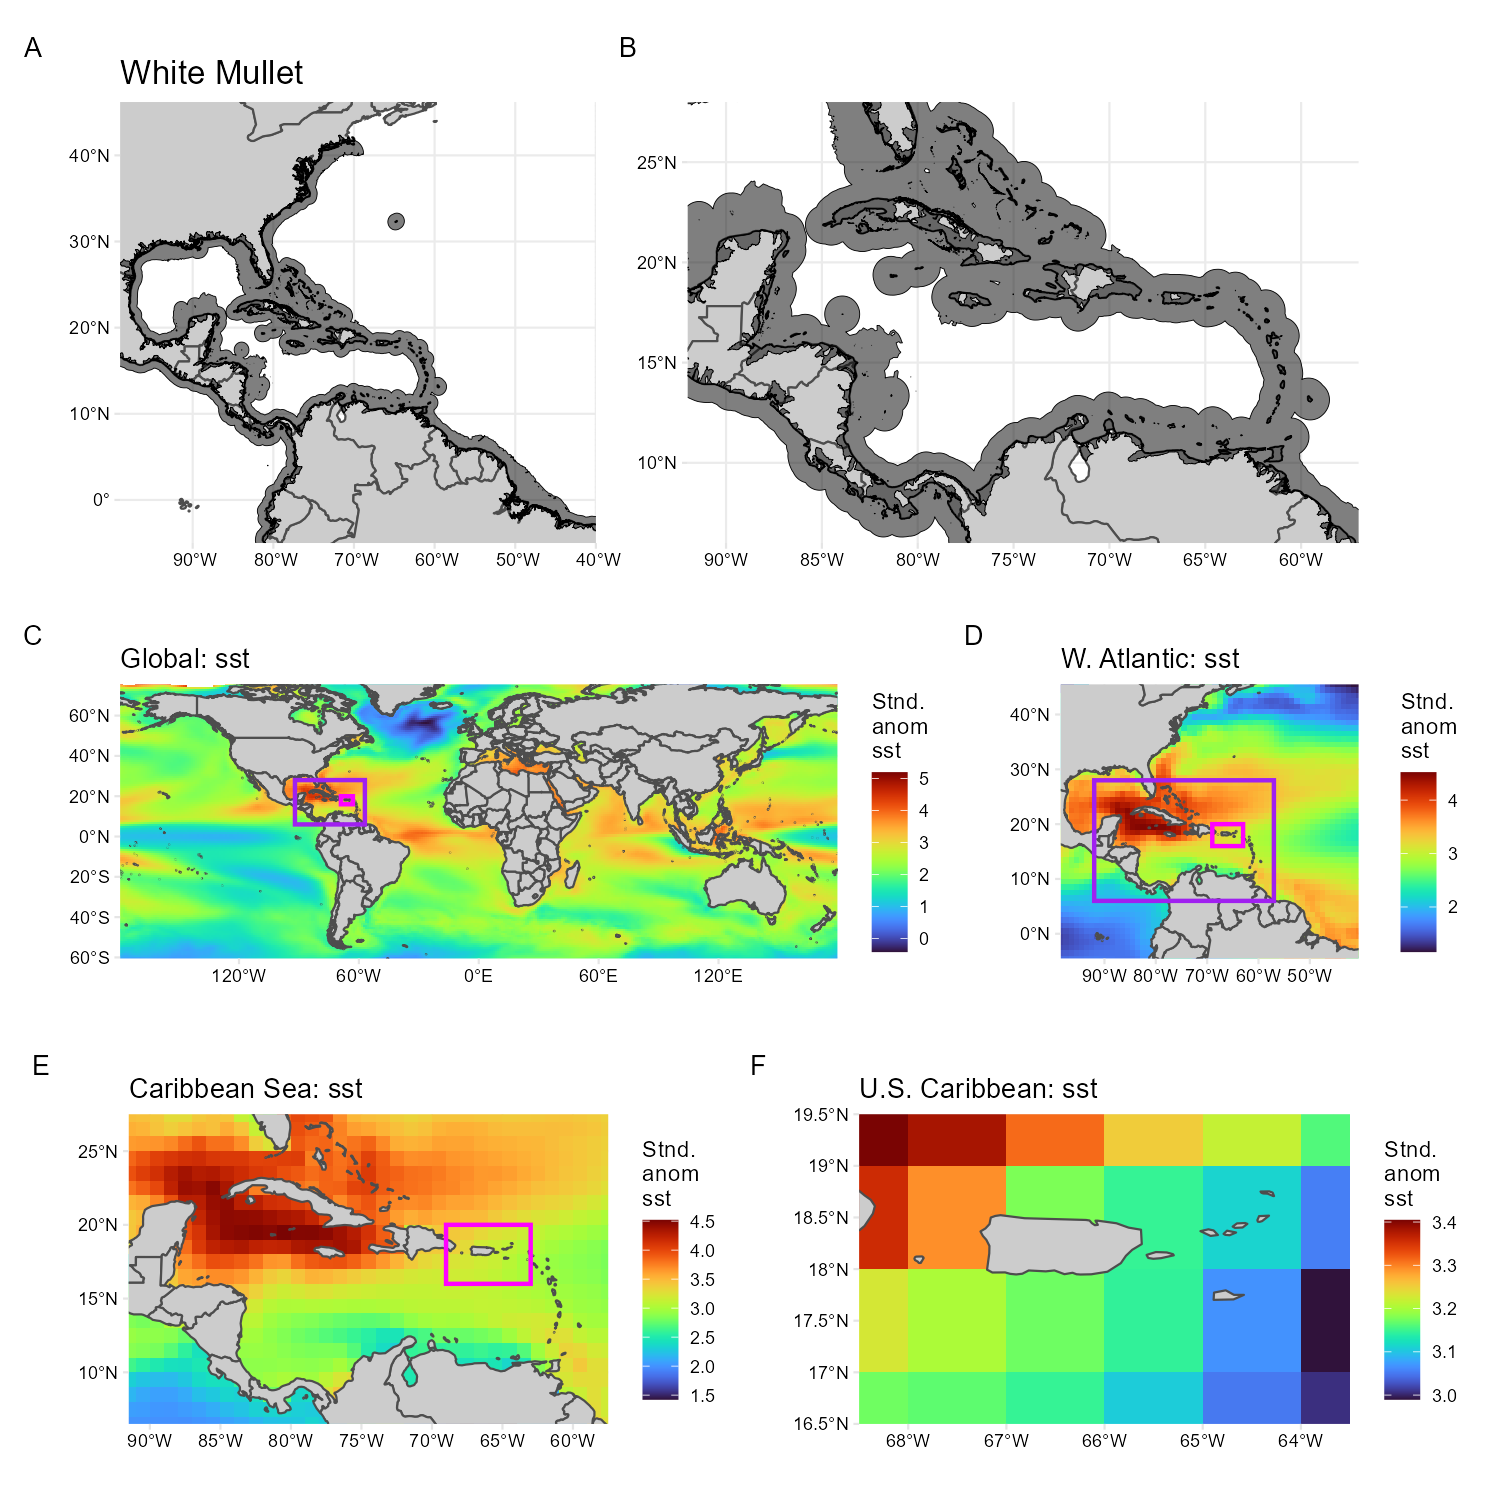 A
B
White Mullet
40°N
30°N
20°N
10°N
0°
90°W
80°W
70°W
60°W
50°W
40°W
25°N
20°N
15°N
10°N
90°W
85°W
80°W
75°W
70°W
65°W
60°W
C
D
Global: sst
60°N
40°N
20°N
0°N
20°S
40°S
60°S
120°W
60°W
0°E
60°E
120°E
Stnd.
anom
sst
5
4
3
2
1
0
W. Atlantic: sst
40°N
30°N
20°N
10°N
0°N
90°W
80°W
70°W
60°W
50°W
Stnd.
anom
sst
4
3
2
E
F
Caribbean Sea: sst
25°N
20°N
15°N
10°N
90°W
85°W
80°W
75°W
70°W
65°W
60°W
Stnd.
anom
sst
4.5
4.0
3.5
3.0
2.5
2.0
1.5
U.S. Caribbean: sst
19.5°N
19°N
18.5°N
18°N
17.5°N
17°N
16.5°N
68°W
67°W
66°W
65°W
64°W
Stnd.
anom
sst
3.4
3.3
3.2
3.1
3.0